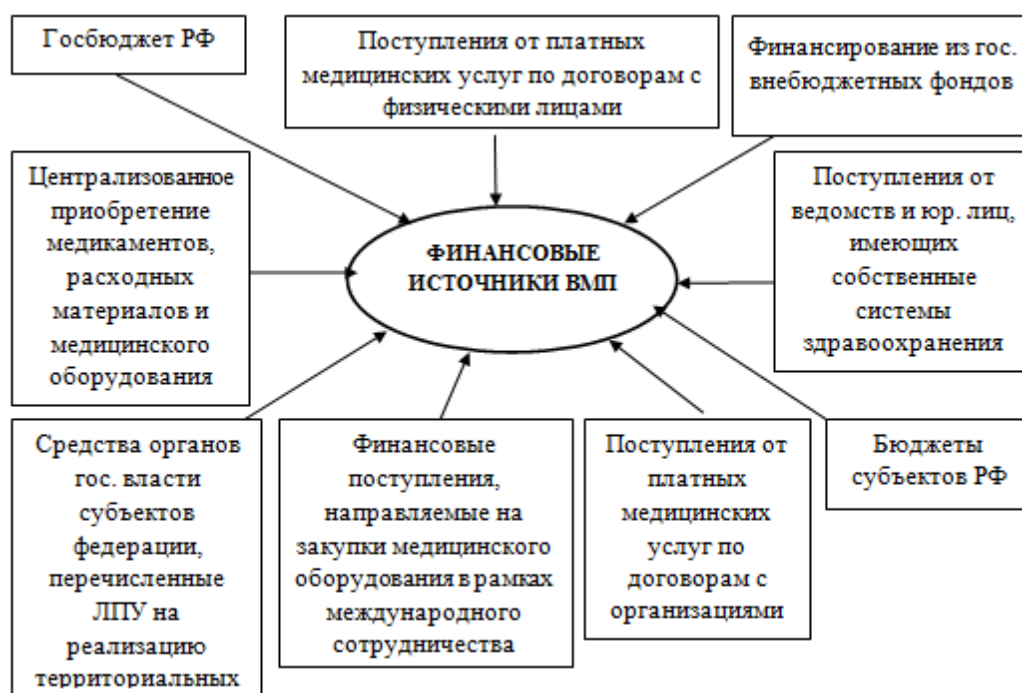 Госбюджет РФ
Поступления от платных
медицинских услуг по договорам с
физическими лицами
Финансирование из гос.
внебюджетных фондов
Централизованное
приобретение
медикаментов,
расходных
материалов и
медицинского
оборудования
ФИНАНСОВЫЕ
ИСТОЧНИКИ ВМП
Поступления от
ведомств и юр. лиц,
имеющих
собственные
системы
здравоохранения
Средства органов
гос. власти
субъектов
федерации,
перечисленные
ЛПУ на
реализацию
территориальных
Финансовые
поступления,
направляемые на
закупки медицинского
оборудования в рамках
международного
сотрудничества
Поступления от
платных
медицинских
услуг по
договорам с
организациями
Бюджеты
субъектов РФ